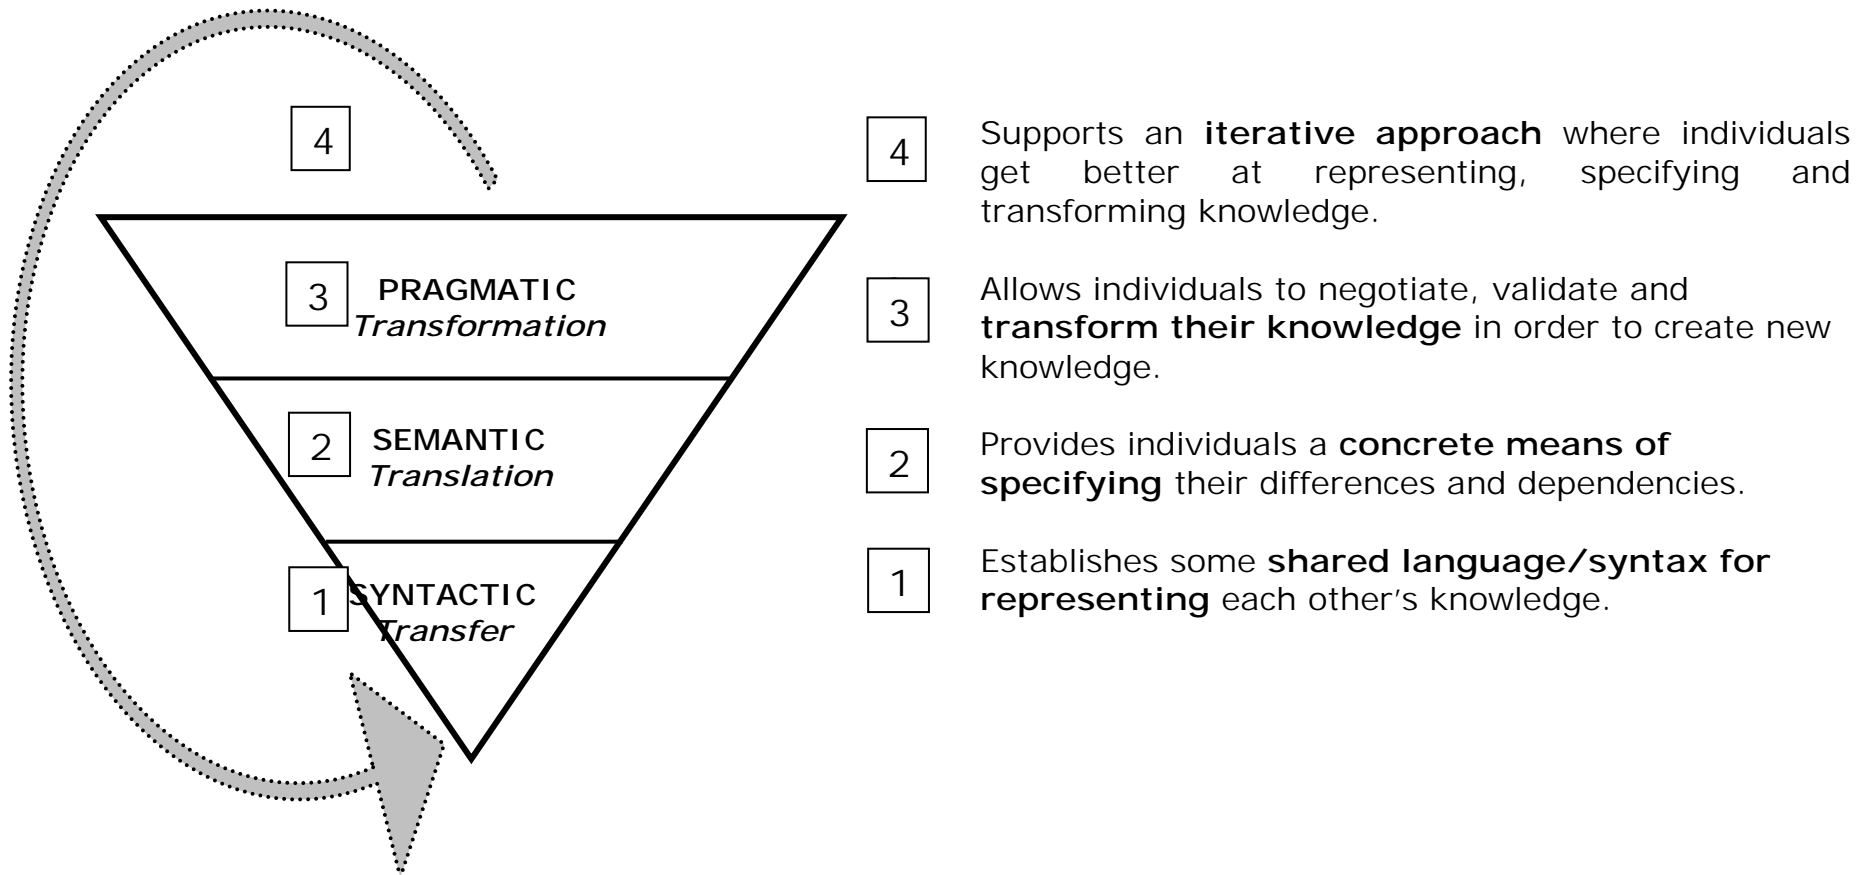 4
3 PRAGMATIC
Transformation
2 SEMANTIC
Translation
1 SYNTACTIC
Transfer
4 Supports an iterative approach where individuals
get better at representing, specifying and
transforming knowledge.
3 Allows individuals to negotiate, validate and
transform their knowledge in order to create new
knowledge.
2 Provides individuals a concrete means of
specifying their differences and dependencies.
1 Establishes some shared language/syntax for
representing each other’s knowledge.